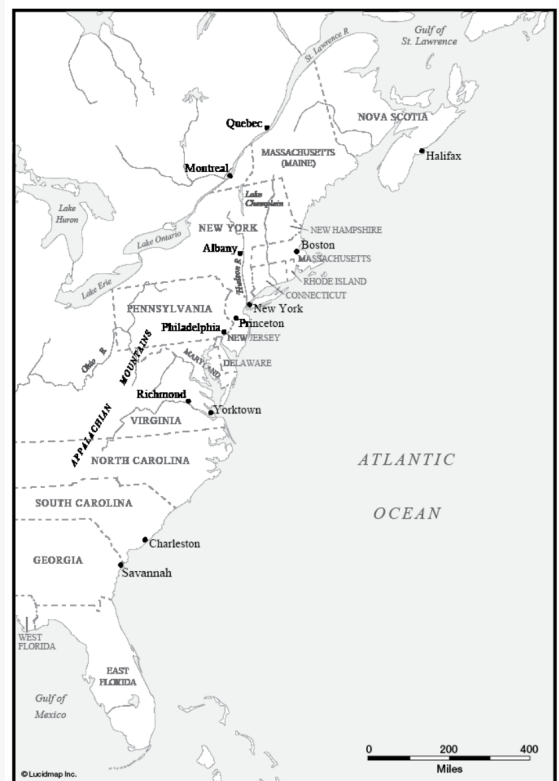 St. Lawrence R
Gulf of
St. Lawrence
NOVA SCOTIA
Quebec
Halifax
MASSACHUSETTS
(MAINE)
Montreal
Lake
Champlain
Lake
Huron
NEW YORK
NEW HAMPSHIRE
Lake Ontario
Albany
Boston
MASSACHUSETTS
Hudson R
RHODE ISLAND
Lake Erie
CONNECTICUT
New York
PENNSYLVANIA
Princeton
Philadelphia
NEW JERSEY
MARYLAND
DELAWARE
Ohio R.
APPALACHIAN MOUNTAINS
Richmond
Yorktown
VIRGINIA
NORTH CAROLINA
ATLANTIC
OCEAN
SOUTH CAROLINA
Charleston
GEORGIA
Savannah
WEST
FLORIDA
EAST
FLORIDA
Gulf of
Mexico
0 200 400
Miles
© Lucidmap Inc.